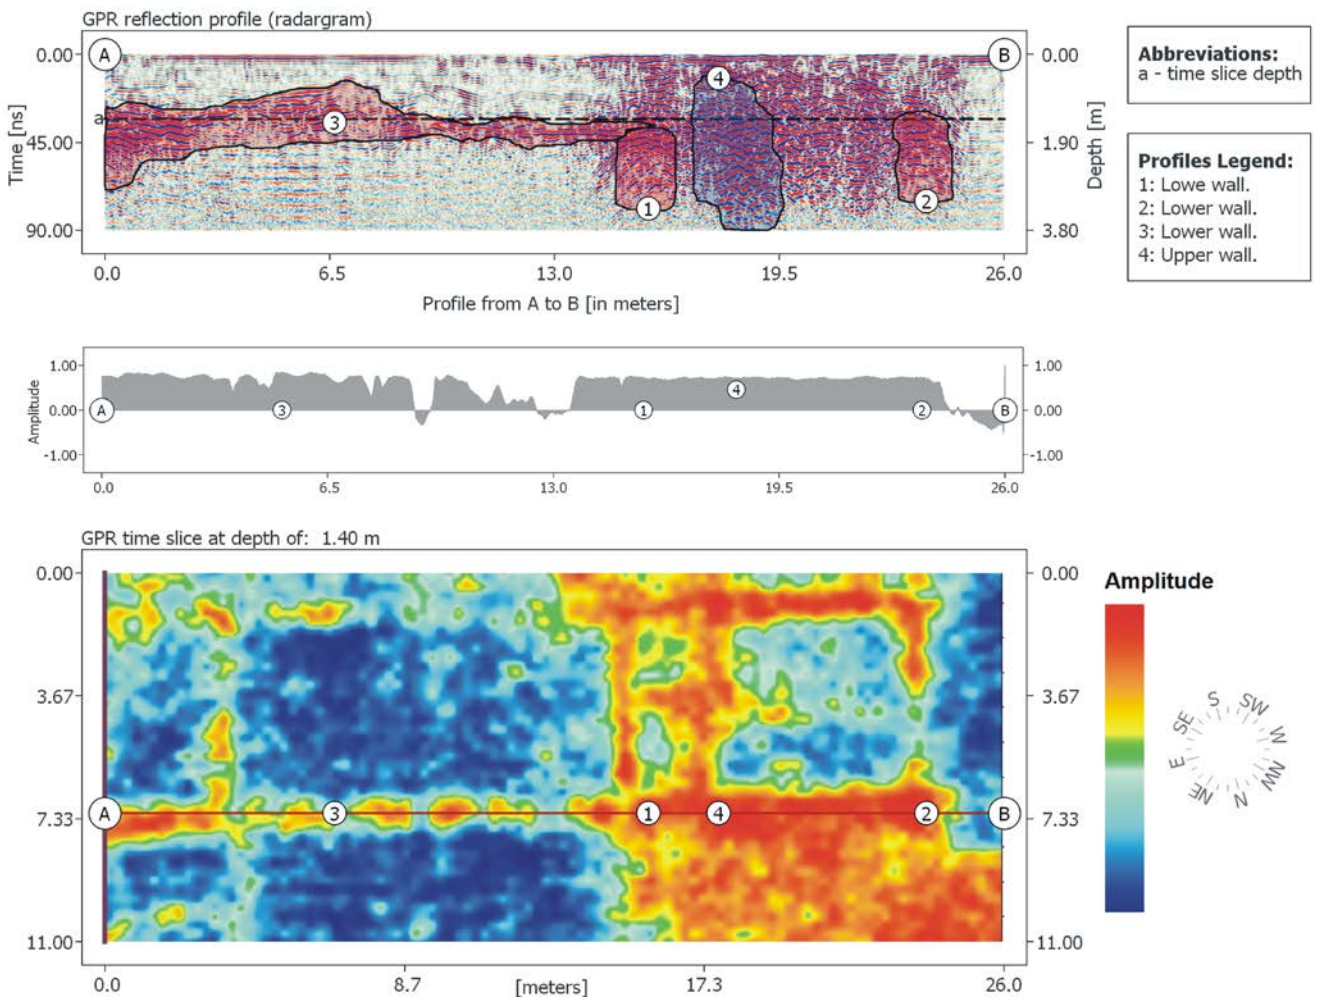 GPR reflection profile (radargram)
A
B
0.00
45.00
90.00
Time [ns]
a
3
1
4
2
0.00
1.90
3.80
Depth [m]
0.0
6.5
13.0
19.5
26.0
Profile from A to B [in meters]
Abbreviations:
a - time slice depth
Profiles Legend:
1: Lowe wall.
2: Lower wall.
3: Lower wall.
4: Upper wall.
1.00
0.00
-1.00
Amplitude
A
3
1
4
2
B
1.00
0.00
-1.00
0.0
6.5
13.0
19.5
26.0
GPR time slice at depth of: 1.40 m
0.00
3.67
7.33
11.00
A
3
1
4
2
B
0.00
3.67
7.33
11.00
0.0
8.7
[meters]
17.3
26.0
Amplitude
S
SW
W
NW
N
NE
E
SE